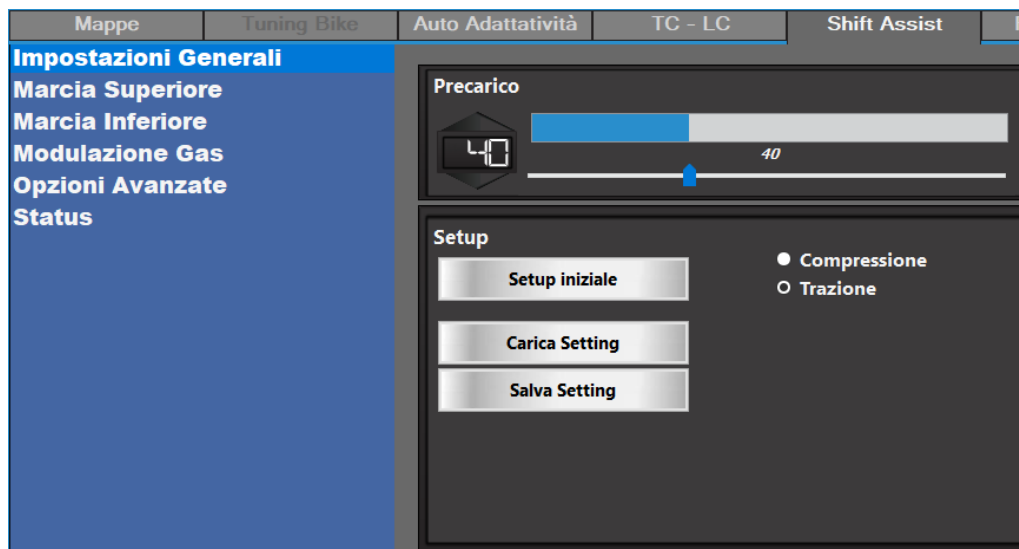 Mappe
Tuning Bike
Auto Adattatività
TC - LC
Shift Assist
Impostazioni Generali
Marcia Superiore
Marcia Inferiore
Modulazione Gas
Opzioni Avanzate
Status
Precarico
40
40
Setup
Setup iniziale
Compressione
Trazione
Carica Setting
Salva Setting